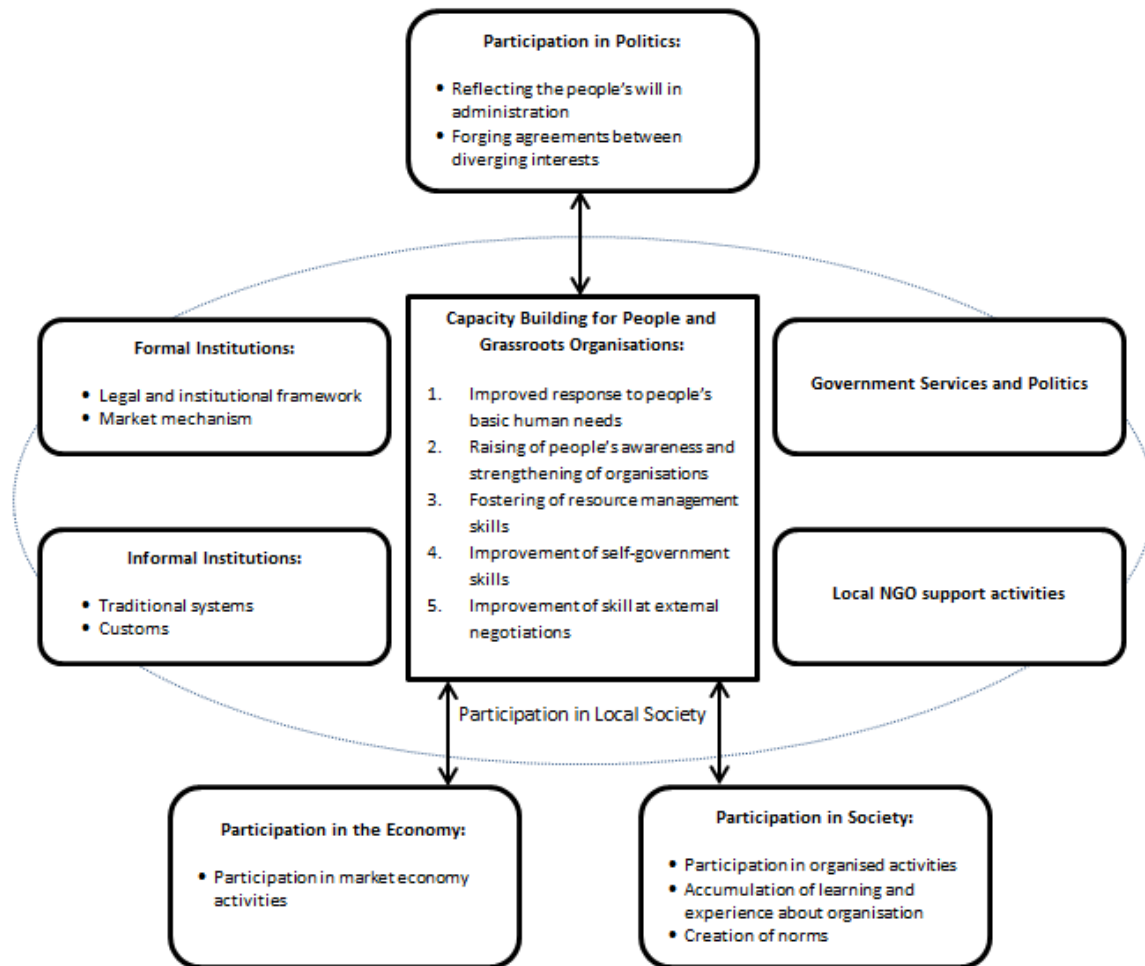 Participation in Politics:
• Reflecting the people's will in
administration
• Forging agreements between
diverging interests
Formal Institutions:
• Legal and institutional framework
• Market mechanism
Capacity Building for People and
Grassroots Organisations:
1. Improved response to people's
basic human needs
2. Raising of people's awareness and
strengthening of organisations
3. Fostering of resource management
skills
4. Improvement of self-government
skills
5. Improvement of skill at external
negotiations
Government Services and Politics
Informal Institutions:
• Traditional systems
• Customs
Local NGO support activities
Participation in Local Society
Participation in the Economy:
• Participation in market economy
activities
Participation in Society:
• Participation in organised activities
• Accumulation of learning and
experience about organisation
• Creation of norms